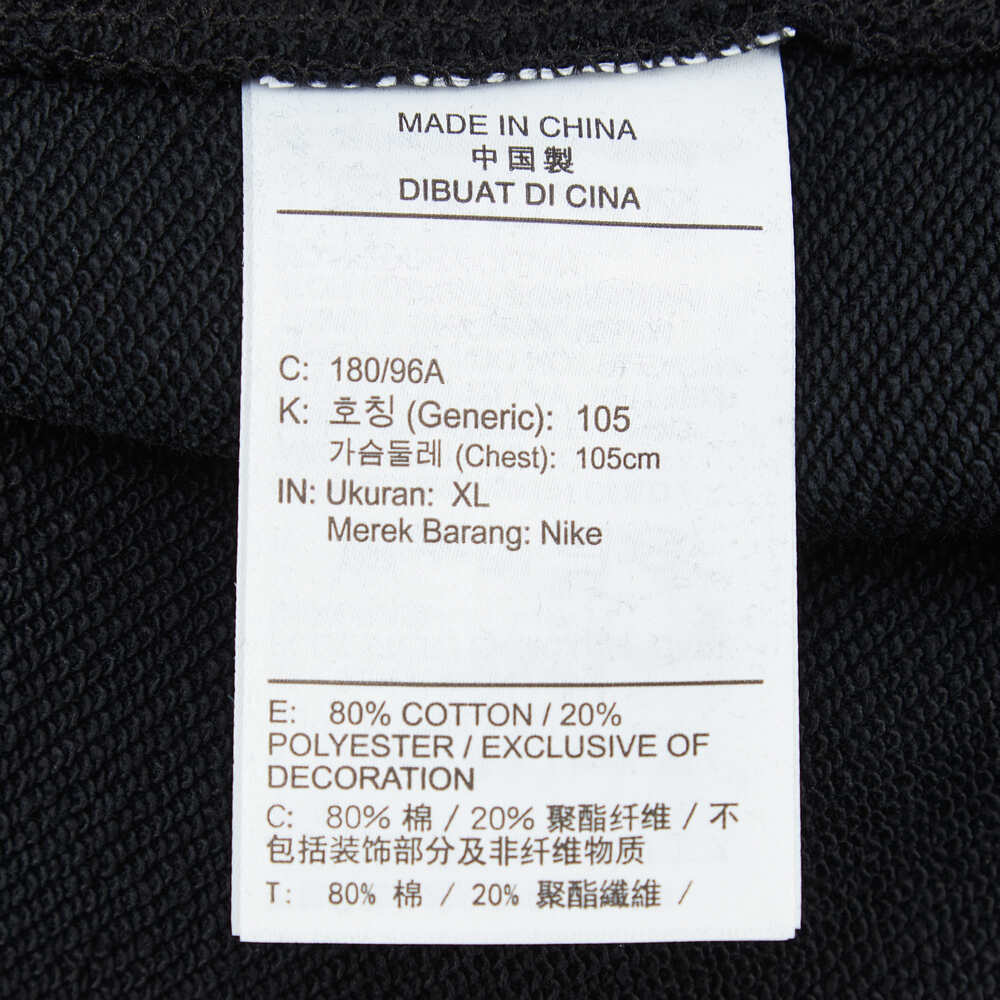 MADE IN CHINA
中国製
DIBUAT DI CINA
C: 180/96A
K: 호칭 (Generic): 105
가슴둘레 (Chest): 105cm
IN: Ukuran: XL
Merek Barang: Nike
E: 80% COTTON / 20%
POLYESTER / EXCLUSIVE OF
DECORATION
C: 80% 棉 / 20% 聚酯纤维 / 不
包括装饰部分及非纤维物质
T: 80% 棉 / 20% 聚酯纖維 /